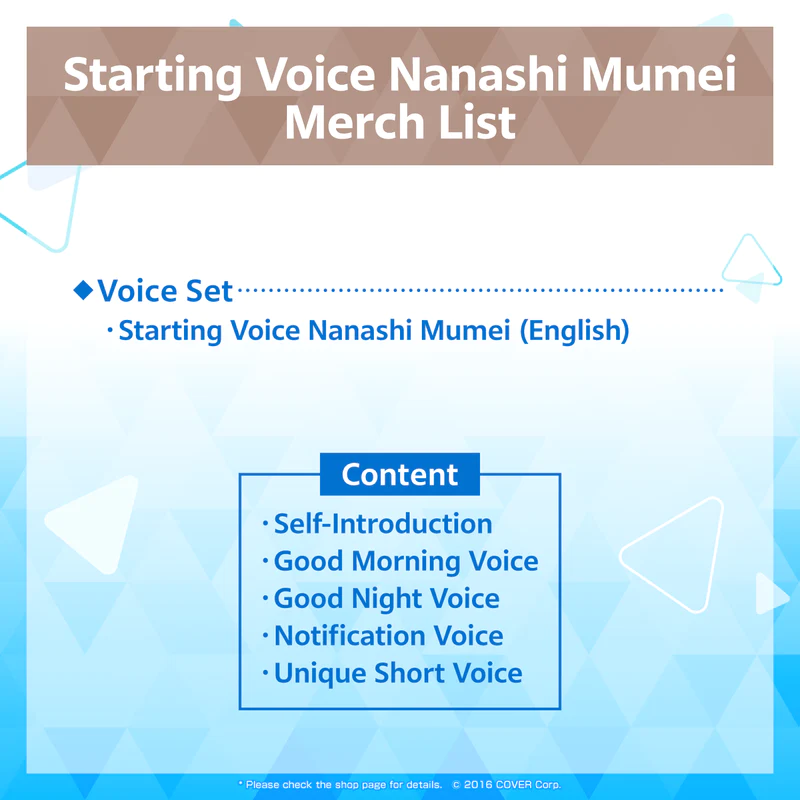 Starting Voice Nanashi Mumei
Merch List
◆Voice Set
・Starting Voice Nanashi Mumei (English)
Content
・Self-Introduction
・Good Morning Voice
・Good Night Voice
・Notification Voice
・Unique Short Voice
* Please check the shop page for details. © 2016 COVER Corp.